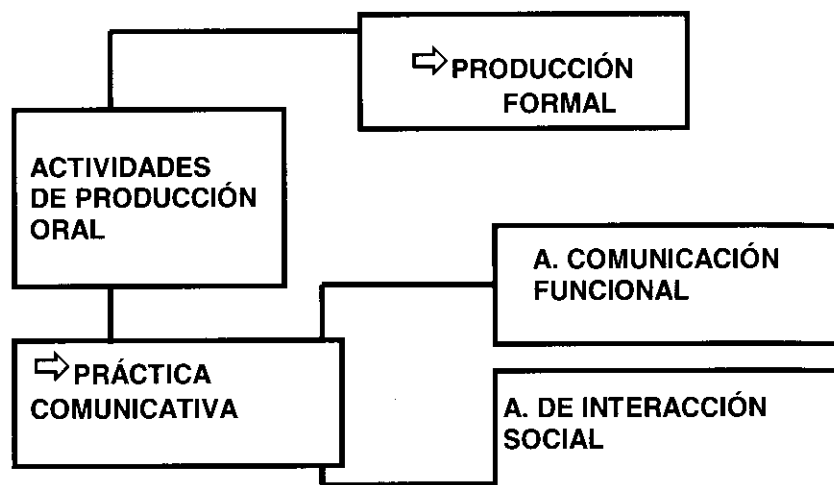 ⇨PRODUCCIÓN
FORMAL
ACTIVIDADES
DE PRODUCCIÓN
ORAL
A. COMUNICACIÓN
FUNCIONAL
⇨PRÁCTICA
COMUNICATIVA
A. DE INTERACCIÓN
SOCIAL